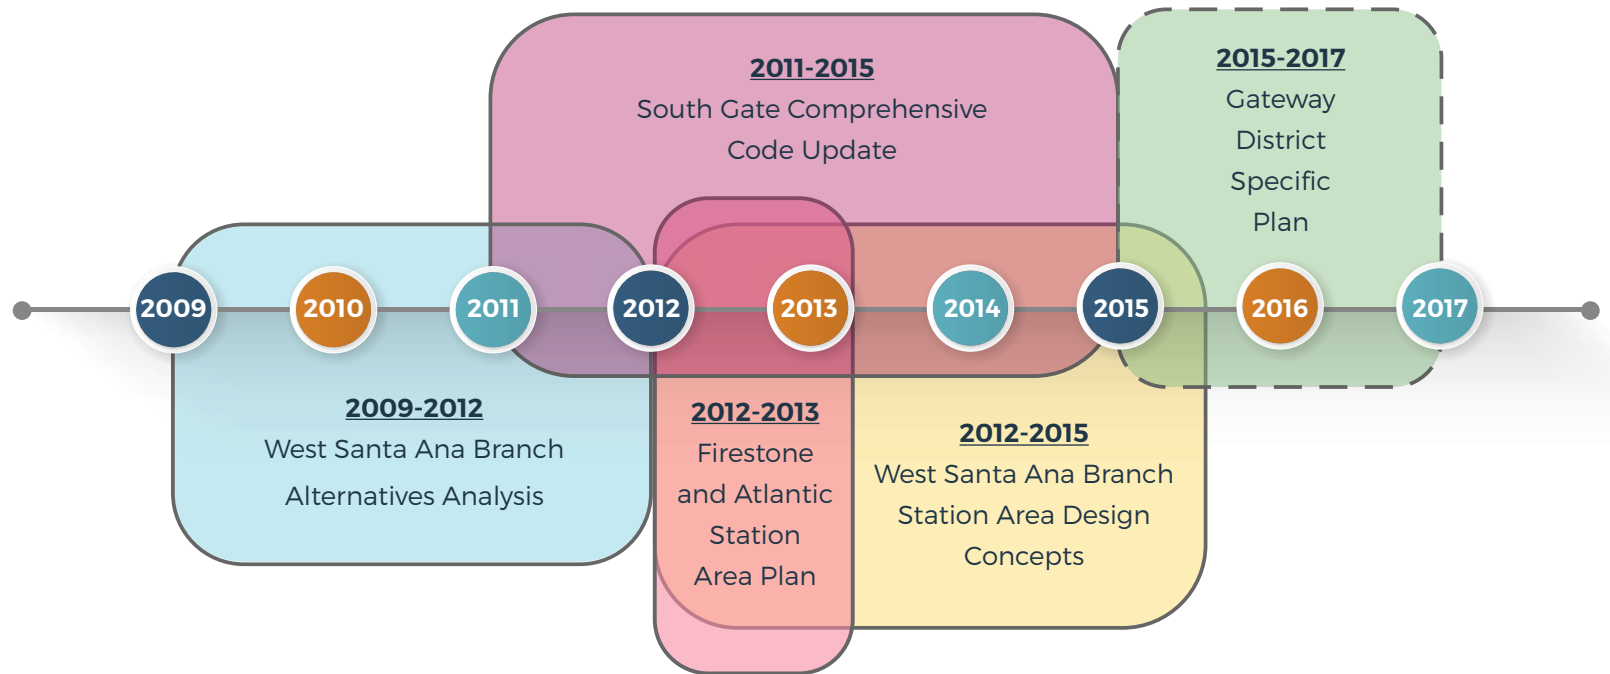 2011-2015
South Gate Comprehensive
Code Update
2015-2017
Gateway
District
Specific
Plan
2009
2010
2011
2012
2013
2014
2015
2016
2017
2009-2012
West Santa Ana Branch
Alternatives Analysis
2012-2013
Firestone
and Atlantic
Station
Area Plan
2012-2015
West Santa Ana Branch
Station Area Design
Concepts